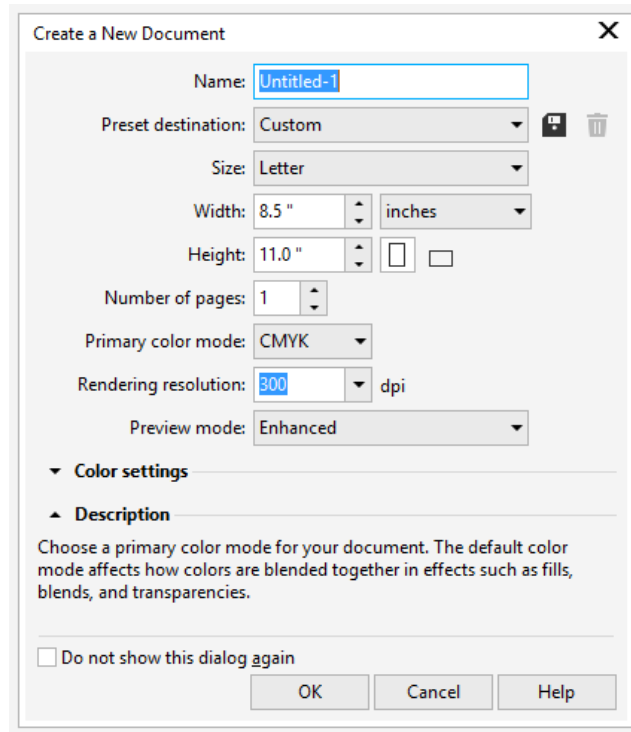 Create a New Document
Name: Untitled-1
Preset destination: Custom
Size: Letter
Width: 8.5 " inches
Height: 11.0 "
Number of pages: 1
Primary color mode: CMYK
Rendering resolution: 300 dpi
Preview mode: Enhanced
Color settings
Description
Choose a primary color mode for your document. The default color
mode affects how colors are blended together in effects such as fills,
blends, and transparencies.
Do not show this dialog again
OK Cancel Help